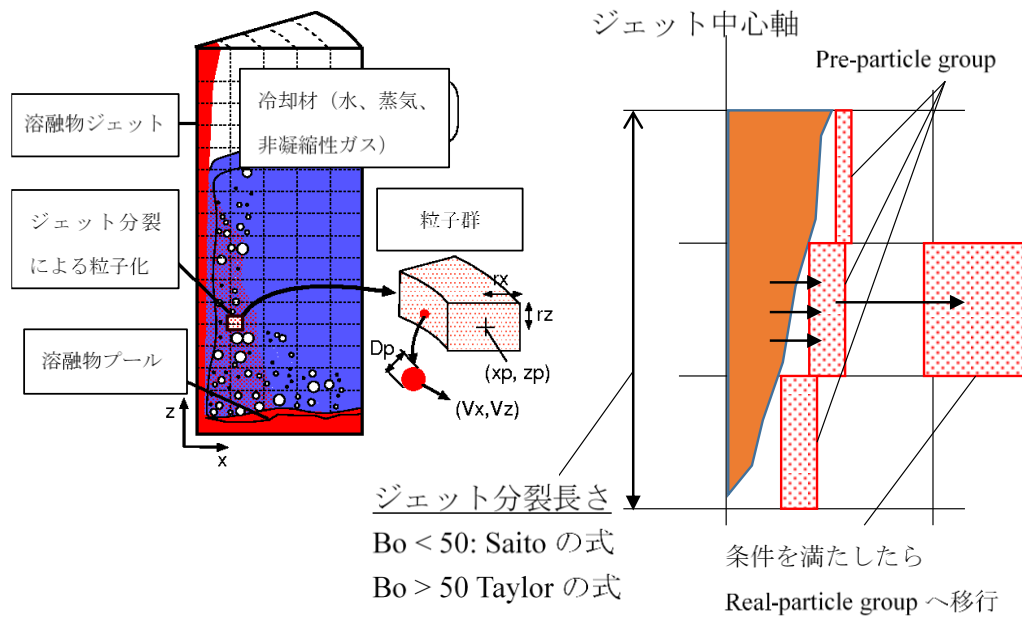 溶融物ジェット
冷却材（水、蒸気、
非凝縮性ガス）
ジェット分裂
による粒子化
溶融物プール
z
x
粒子群
rx
rz
(xp, zp)
Dp
(Vx,Vz)
ジェット分裂長さ
Bo < 50: Saito の式
Bo > 50 Taylor の式
ジェット中心軸
Pre-particle group
条件を満たしたら
Real-particle group へ移行